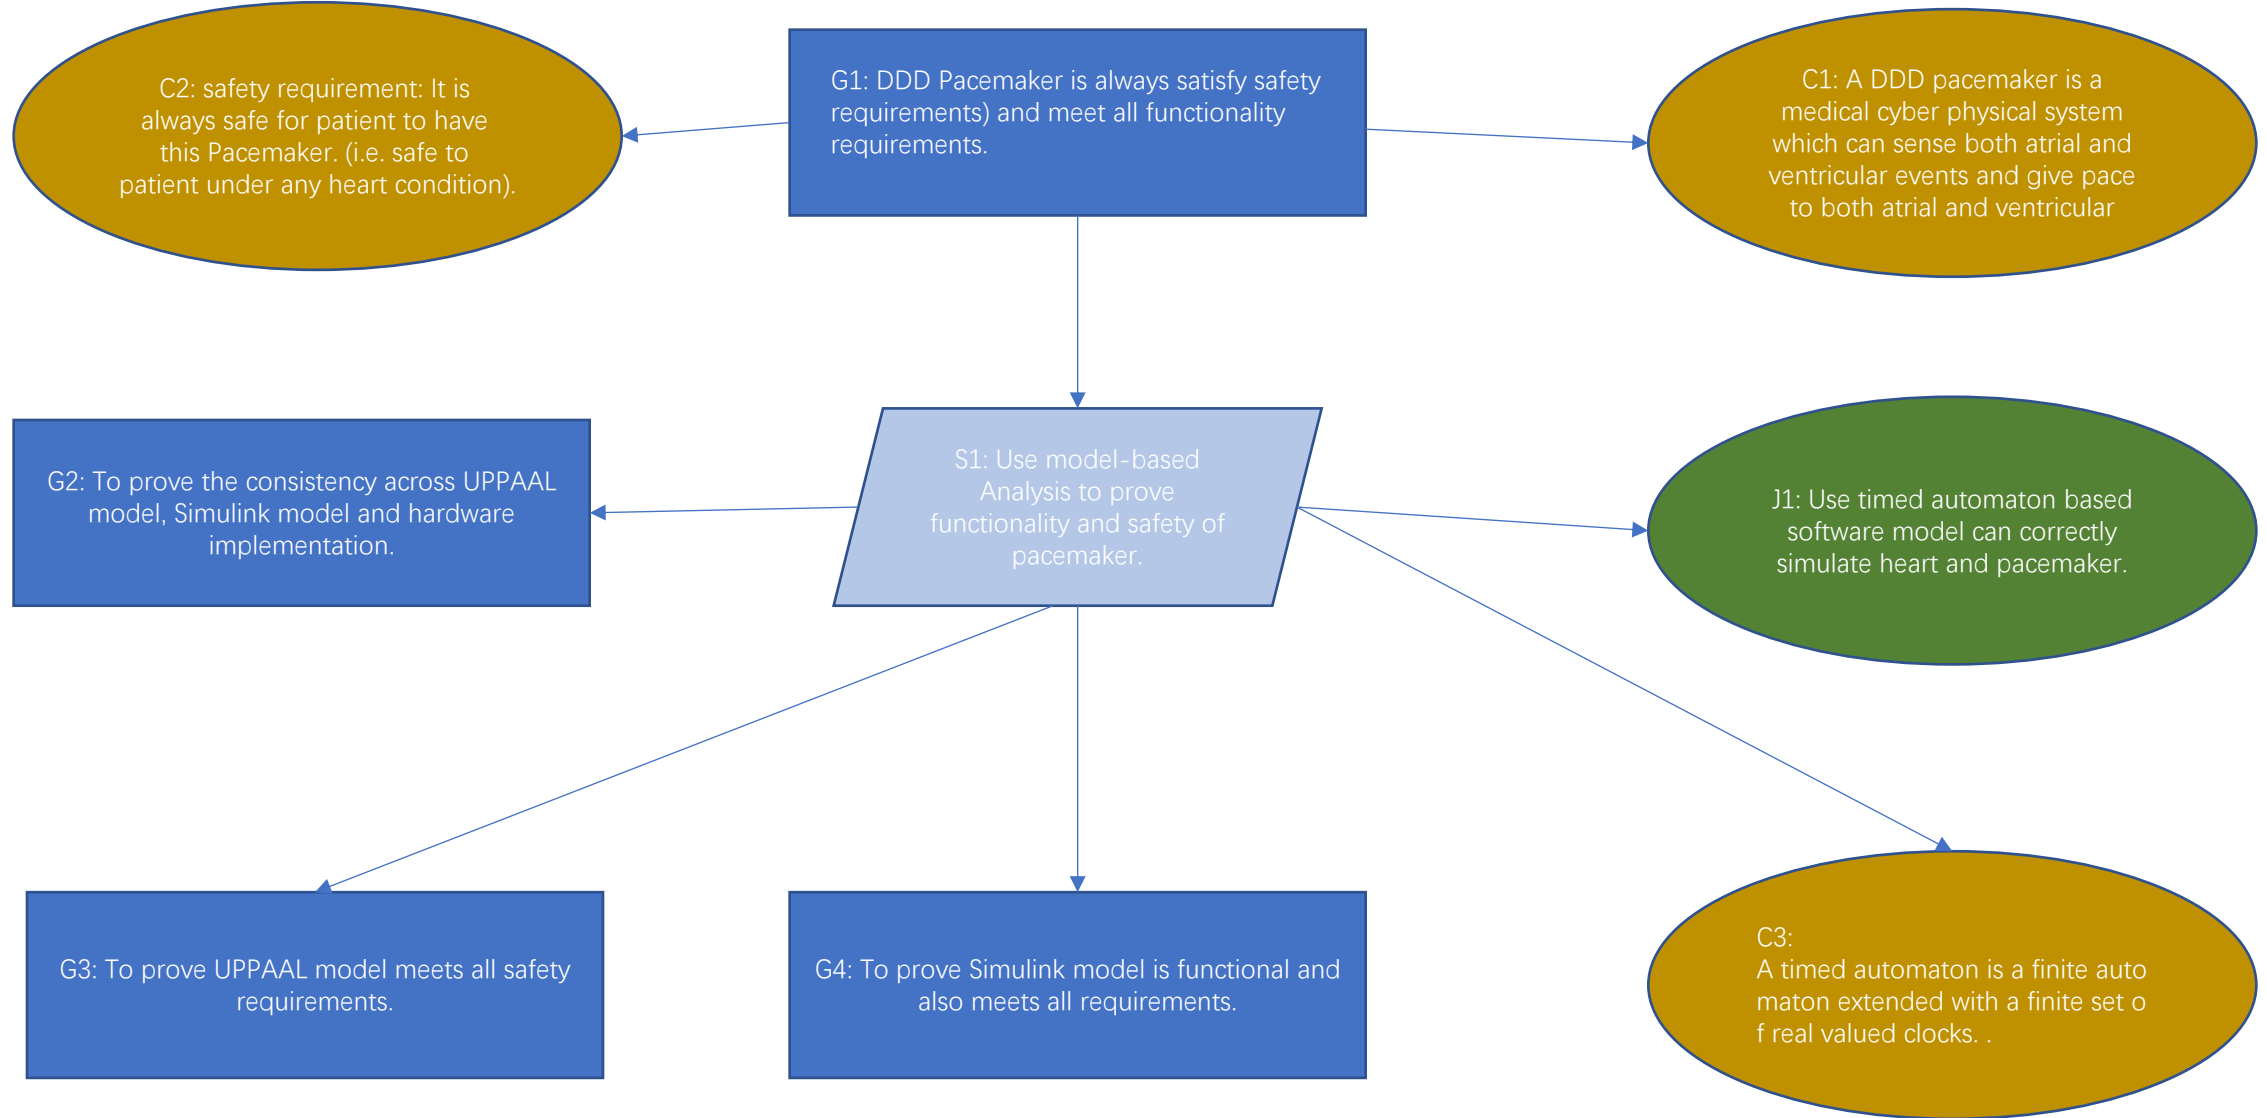 C2: safety requirement: It is
always safe for patient to have
this Pacemaker. (i.e. safe to
patient under any heart condition).
G1: DDD Pacemaker is always satisfy safety
requirements) and meet all functionality
requirements.
C1: A DDD pacemaker is a
medical cyber physical system
which can sense both atrial and
ventricular events and give pace
to both atrial and ventricular
G2: To prove the consistency across UPPAAL
model, Simulink model and hardware
implementation.
S1: Use model-based
Analysis to prove
functionality and safety of
pacemaker.
J1: Use timed automaton based
software model can correctly
simulate heart and pacemaker.
G3: To prove UPPAAL model meets all safety
requirements.
G4: To prove Simulink model is functional and
also meets all requirements.
C3:
A timed automaton is a finite auto
maton extended with a finite set o
f real valued clocks. .